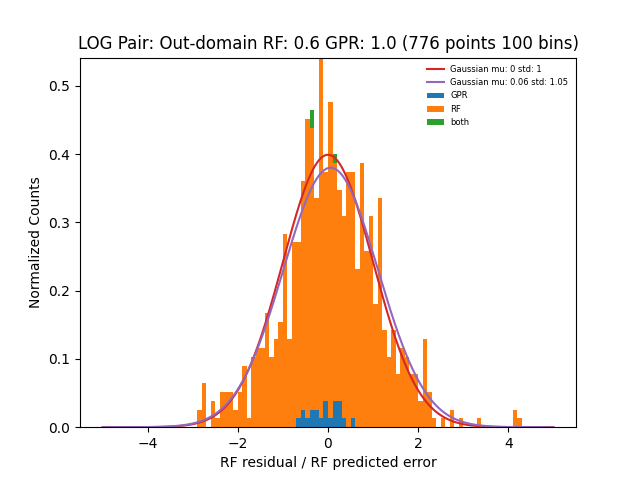 LOG Pair: Out-domain RF: 0.6 GPR: 1.0 (776 points 100 bins)
Gaussian mu: 0 std: 1
Gaussian mu: 0.06 std: 1.05
GPR
RF
both
Normalized Counts
0.5
0.4
0.3
0.2
0.1
0.0
−4 −2 0 2 4
RF residual / RF predicted error